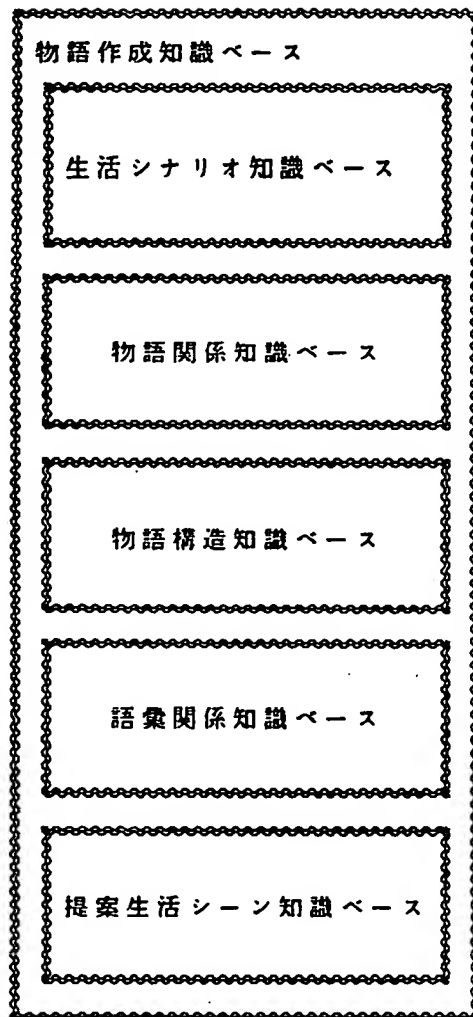 物語作成知識ベース
生活シナリオ知識ベース
物語関係知識ベース
物語構造知識ベース
語彙関係知識ベース
提案生活シーン知識ベース